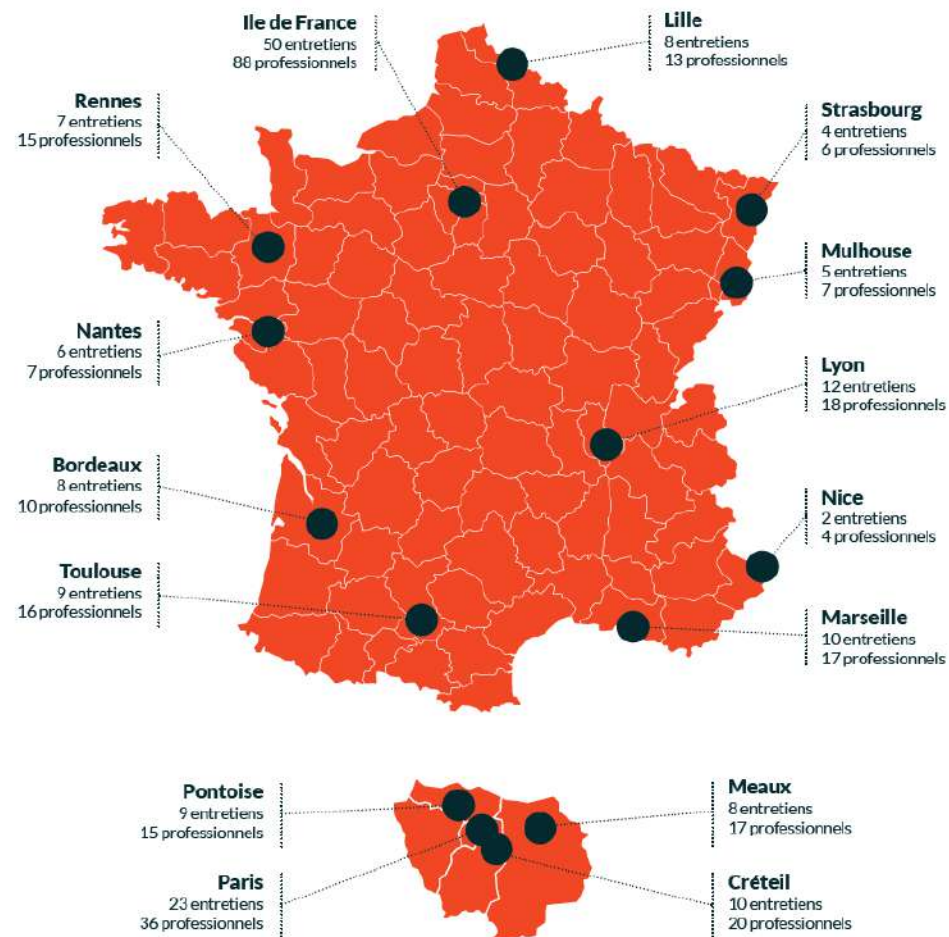 Ile de France
50 entretiens
88 professionnels
Lille
8 entretiens
13 professionnels
Rennes
7 entretiens
15 professionnels
Strasbourg
4 entretiens
6 professionnels
Mulhouse
5 entretiens
7 professionnels
Nantes
6 entretiens
7 professionnels
Lyon
12 entretiens
18 professionnels
Bordeaux
8 entretiens
10 professionnels
Nice
2 entretiens
4 professionnels
Toulouse
9 entretiens
16 professionnels
Marseille
10 entretiens
17 professionnels
Pontoise
9 entretiens
15 professionnels
Meaux
8 entretiens
17 professionnels
Paris
23 entretiens
36 professionnels
Créteil
10 entretiens
20 professionnels